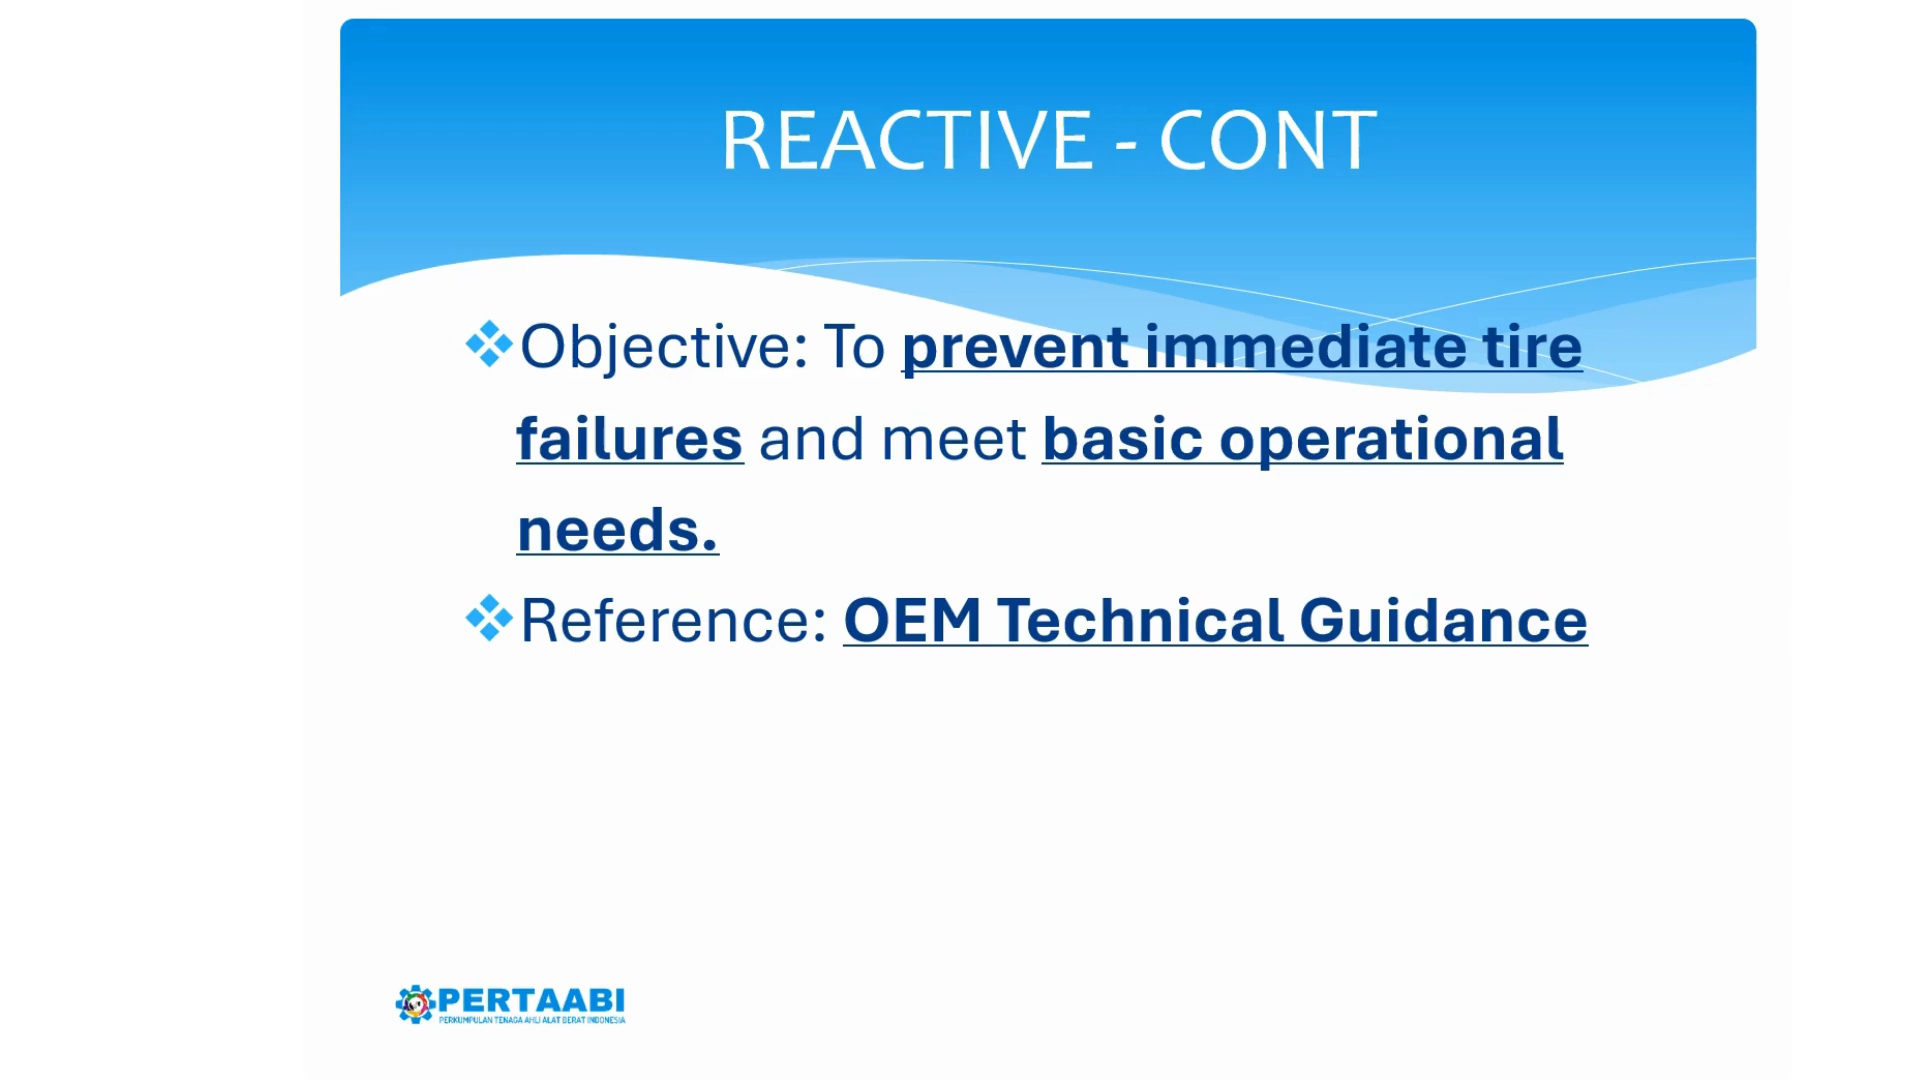 REACTIVE - CONT
Objective: To prevent immediate tire
failures and meet basic operational
needs.
Reference: OEM Technical Guidance
PERTAABI
PERKUMPULAN TENAGA AHLI ALAT BERAT INDONESIA